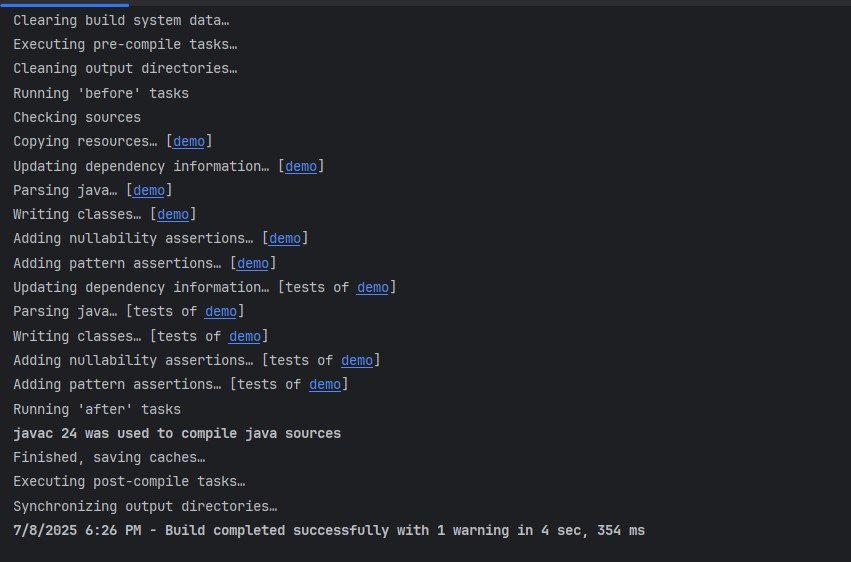 Clearing build system data…
Executing pre-compile tasks…
Cleaning output directories…
Running 'before' tasks
Checking sources
Copying resources… [demo]
Updating dependency information… [demo]
Parsing java… [demo]
Writing classes… [demo]
Adding nullability assertions… [demo]
Adding pattern assertions… [demo]
Updating dependency information… [tests of demo]
Parsing java… [tests of demo]
Writing classes… [tests of demo]
Adding nullability assertions… [tests of demo]
Adding pattern assertions… [tests of demo]
Running 'after' tasks
javac 24 was used to compile java sources
Finished, saving caches…
Executing post-compile tasks…
Synchronizing output directories…
7/8/2025 6:26 PM - Build completed successfully with 1 warning in 4 sec, 354 ms